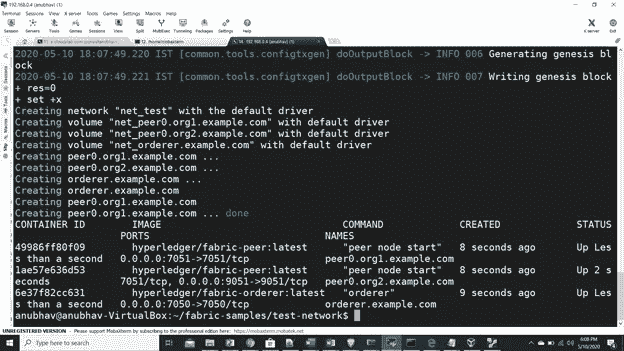 192.168.0.4 (anubhav) (1)
Terminal Sessions View X server Tools Games Settings Macros Help
Session Servers Tools Games Sessions View Split MultiExec Tunneling Packages Settings Help X server Exit
12. /home/mobaxterm 14. 192.168.0.4 (anubhav) (1)
2020-05-10 18:07:49.220 IST [common.tools.configtxgen] doOutputBlock -> INFO 006 Generating genesis bl
ock
2020-05-10 18:07:49.221 IST [common.tools.configtxgen] doOutputBlock -> INFO 007 Writing genesis block
+ res=0
+ set +x
Creating network "net_test" with the default driver
Creating volume "net_peer0.org1.example.com" with default driver
Creating volume "net_peer0.org2.example.com" with default driver
Creating volume "net_orderer.example.com" with default driver
Creating peer0.org1.example.com ...
Creating peer0.org2.example.com ...
Creating orderer.example.com ...
Creating orderer.example.com
Creating peer0.org1.example.com
Creating peer0.org1.example.com ... done
CONTAINER ID IMAGE COMMAND CREATED STATUS
PORTS NAMES
49986ff80f09 hyperledger/fabric-peer:latest "peer node start" 8 seconds ago Up Les
s than a second 0.0.0.0:7051->7051/tcp peer0.org1.example.com
1ae57e636d53 hyperledger/fabric-peer:latest "peer node start" 8 seconds ago Up 2 s
econds 7051/tcp, 0.0.0.0:9051->9051/tcp peer0.org2.example.com
6e37f82cc631 hyperledger/fabric-orderer:latest "orderer" 9 seconds ago Up Les
s than a second 0.0.0.0:7050->7050/tcp orderer.example.com
anubhav@anubhav-VirtualBox:~/fabric-samples/test-network$
UNREGISTERED VERSION - Please support MobaXterm by subscribing to the professional edition here: https://mobaxterm.mobatek.net
Type here to search
6:08 PM
5/10/2020